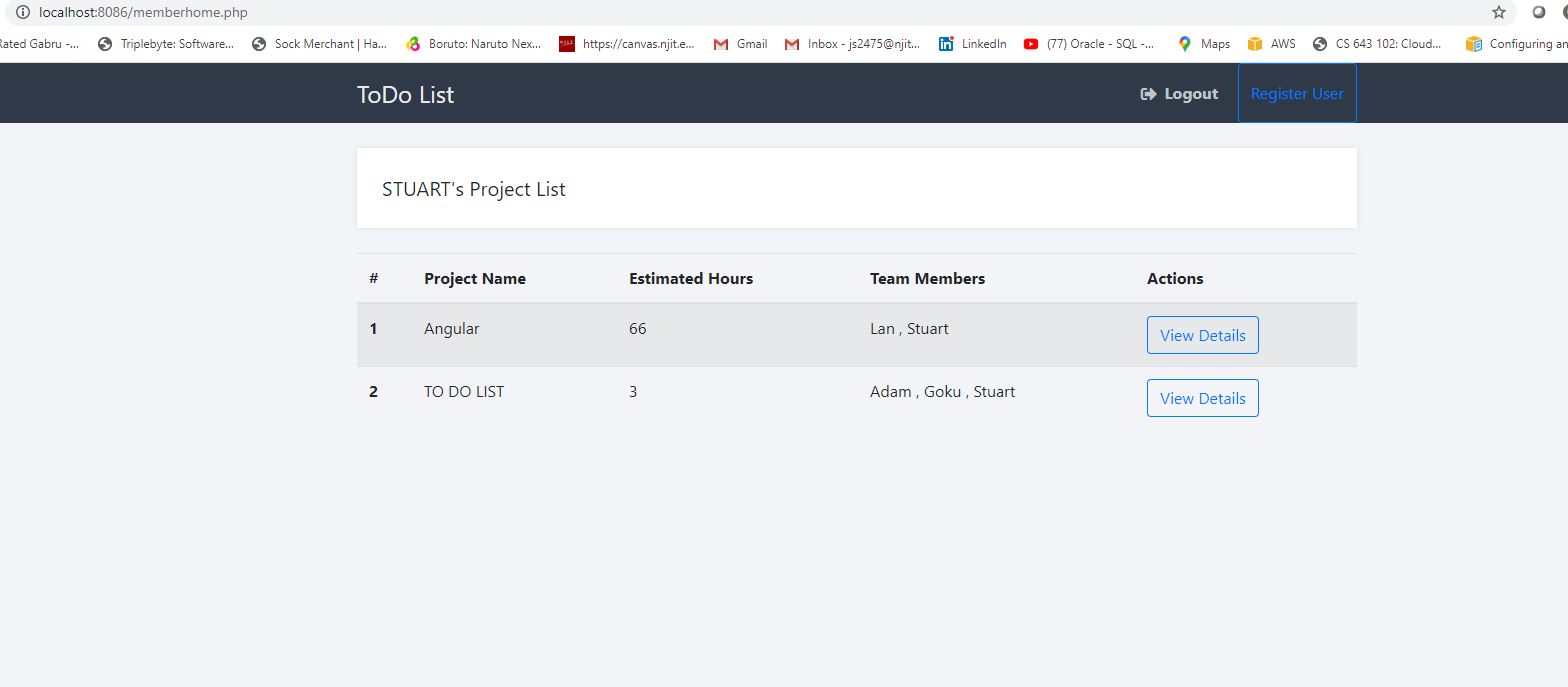 localhost:8086/memberhome.php
Rated Gabru -... Triplebyte: Software... Sock Merchant | Ha... Boruto: Naruto Nex... https://canvas.njit.e... Gmail Inbox - js2475@njit... LinkedIn (77) Oracle - SQL -... Maps AWS CS 643 102: Cloud... Configuring an
ToDo List Logout Register User
STUART's Project List
# Project Name Estimated Hours Team Members Actions
1 Angular 66 Lan , Stuart View Details
2 TO DO LIST 3 Adam , Goku , Stuart View Details